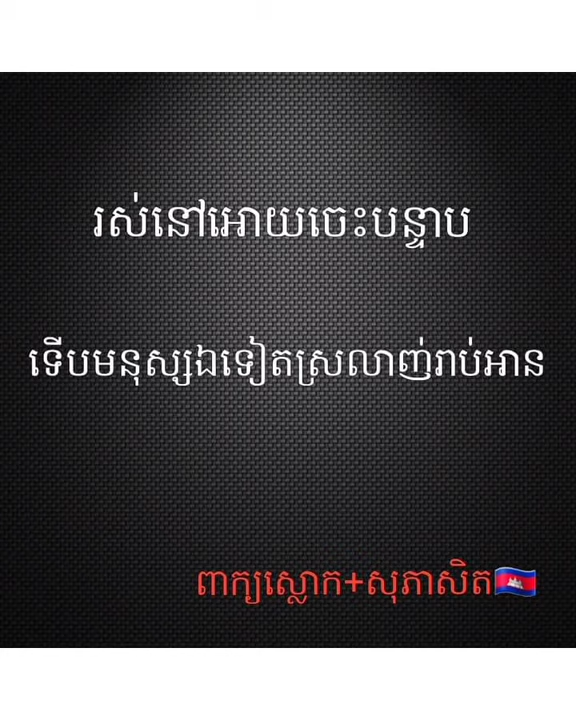 រស់នៅអោយចេះបន្ទាប
ទើបមនុស្សឯទៀតស្រលាញ់រាប់អាន
ពាក្យស្លោក+សុភាសិត🇰🇭